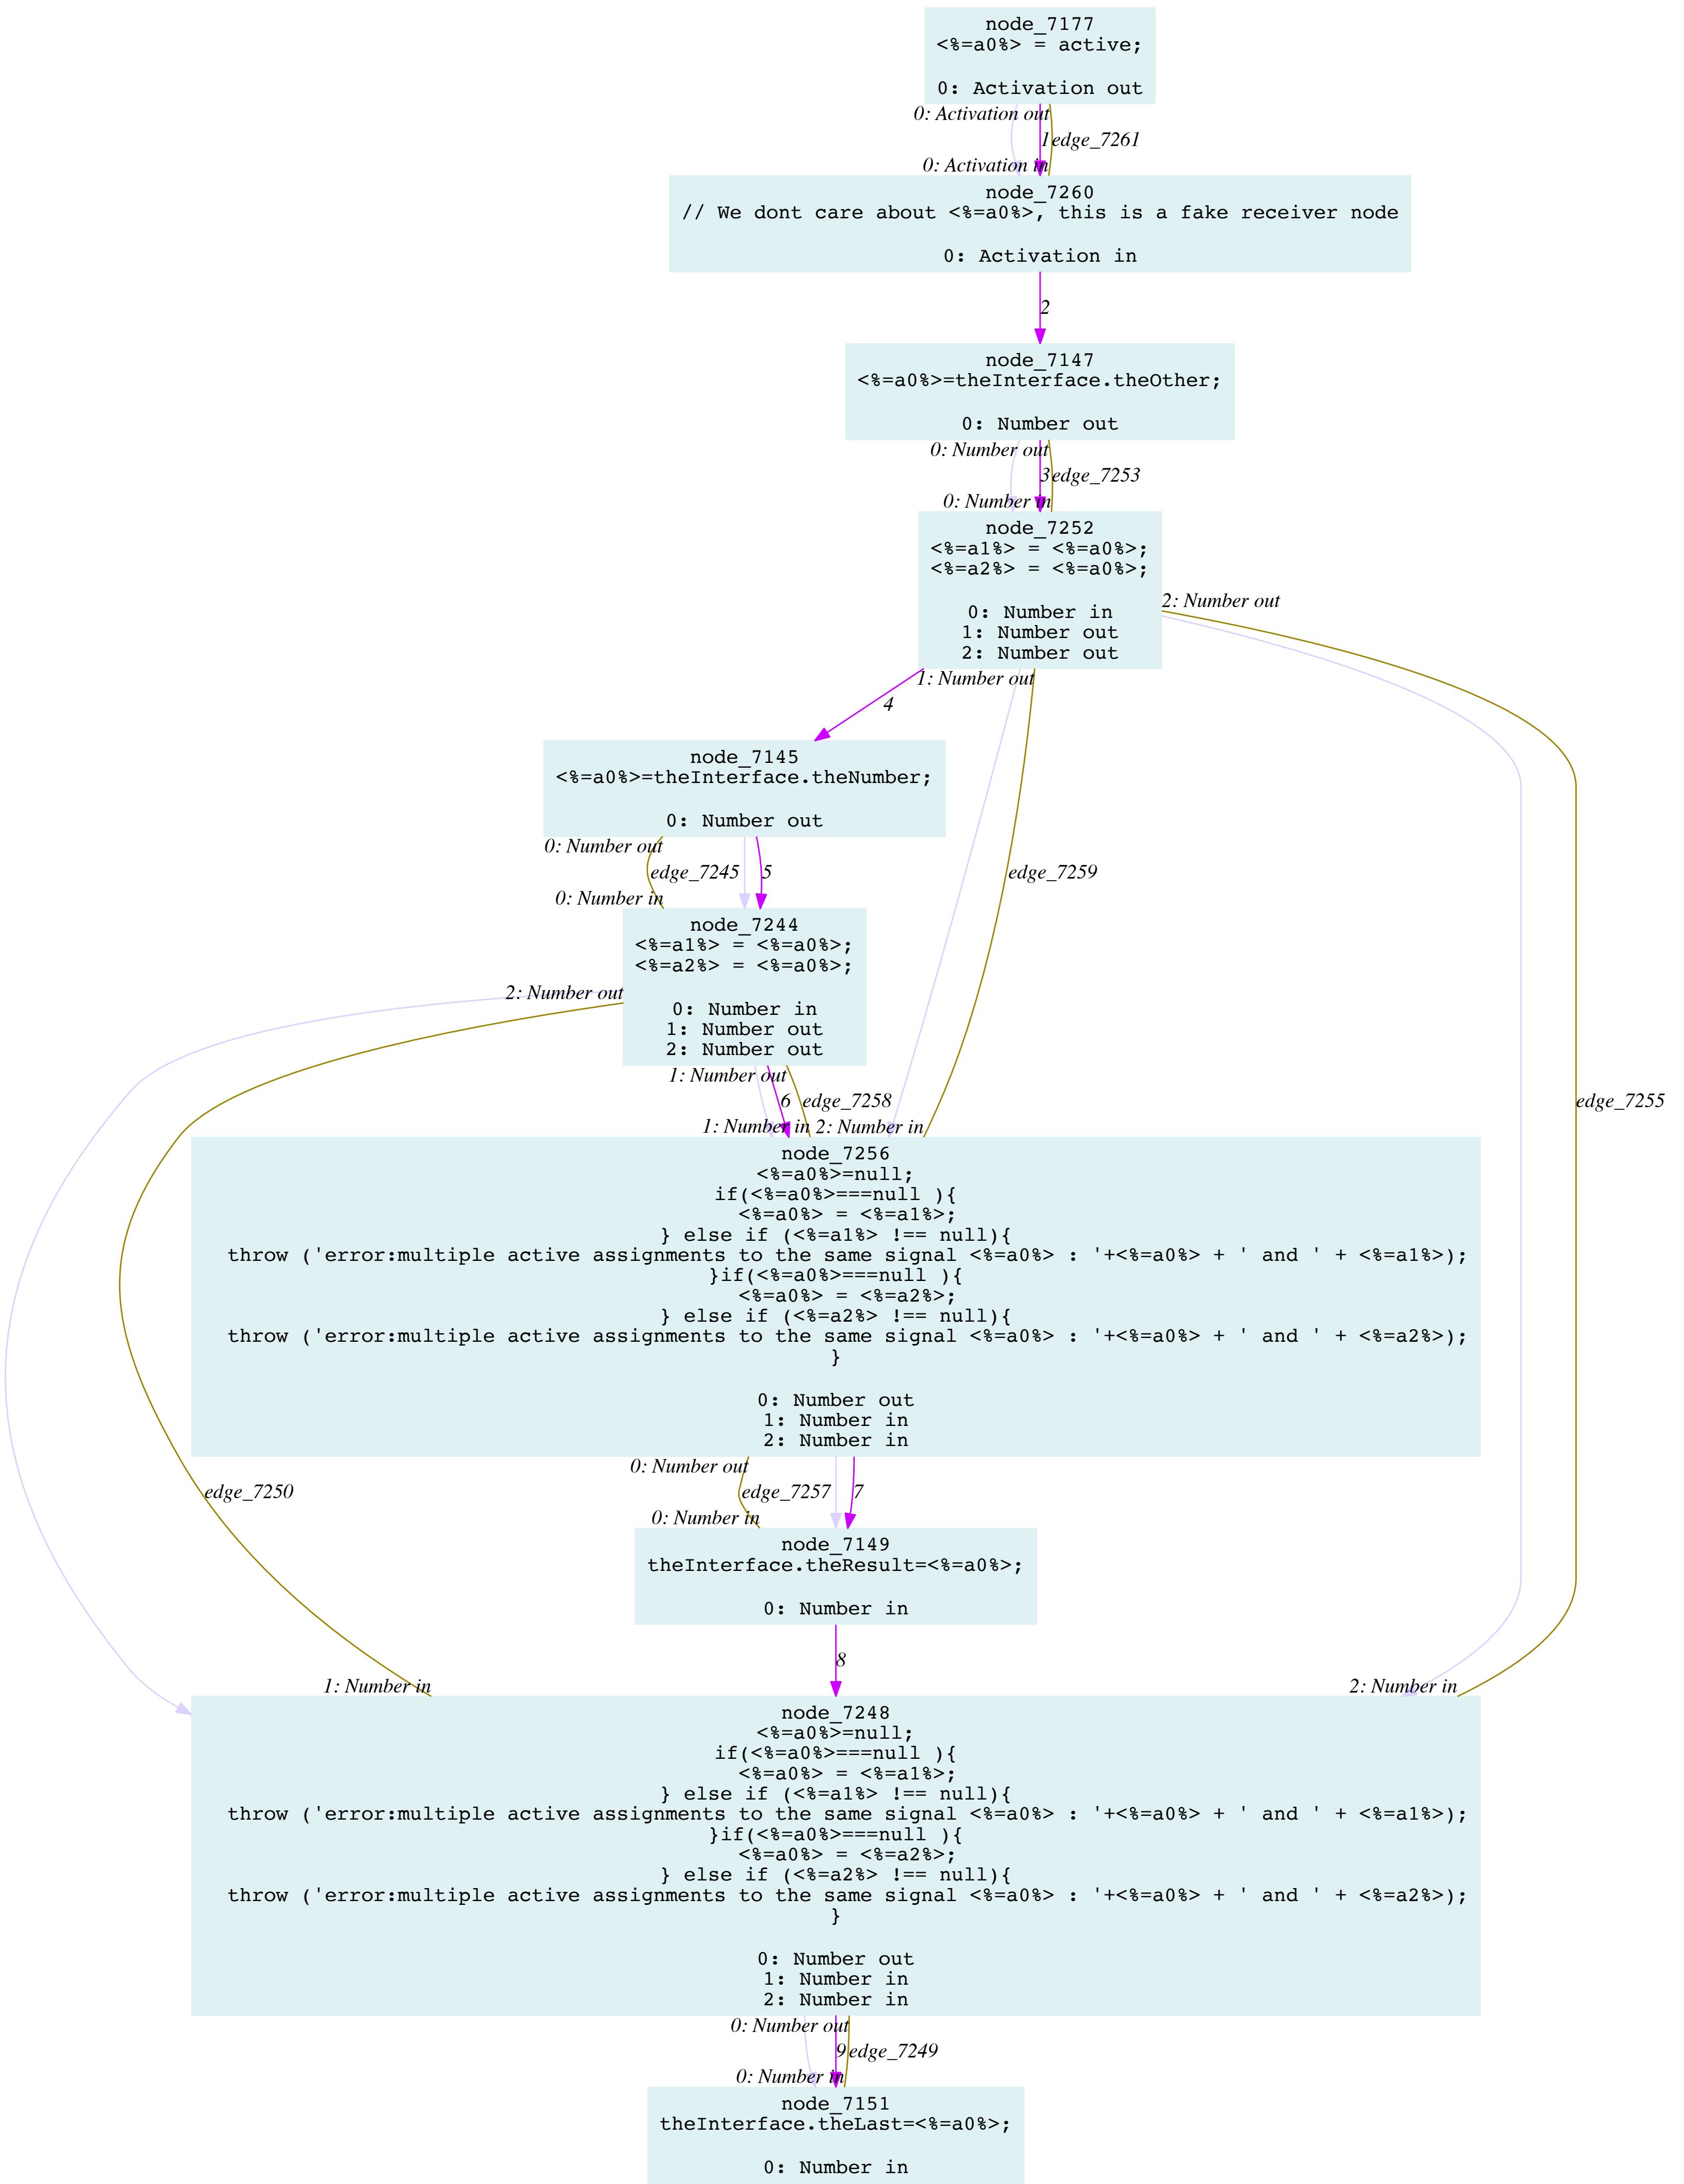 node_7177
<%=a0%> = active;
0: Activation out
0: Activation out
1 edge_7261
0: Activation in
node_7260
// We dont care about <%=a0%>, this is a fake receiver node
0: Activation in
2
node_7147
<%=a0%>=theInterface.theOther;
0: Number out
0: Number out
3 edge_7253
0: Number in
node_7252
<%=a1%> = <%=a0%>;
<%=a2%> = <%=a0%>;
0: Number in
1: Number out
2: Number out
2: Number out
1: Number out
4
node_7145
<%=a0%>=theInterface.theNumber;
0: Number out
0: Number out
edge_7245 5 edge_7259
0: Number in
node_7244
<%=a1%> = <%=a0%>;
<%=a2%> = <%=a0%>;
2: Number out
0: Number in
1: Number out
2: Number out
1: Number out
6 edge_7258 edge_7255
1: Number in 2: Number in
node_7256
<%=a0%>=null;
if(<%=a0%>===null ){
<%=a0%> = <%=a1%>;
} else if (<%=a1%> !== null){
throw ('error:multiple active assignments to the same signal <%=a0%> : '+<%=a0%> + ' and ' + <%=a1%>);
}if(<%=a0%>===null ){
<%=a0%> = <%=a2%>;
} else if (<%=a2%> !== null){
throw ('error:multiple active assignments to the same signal <%=a0%> : '+<%=a0%> + ' and ' + <%=a2%>);
}
0: Number out
1: Number in
2: Number in
0: Number out
edge_7250 edge_7257 7
0: Number in
node_7149
theInterface.theResult=<%=a0%>;
0: Number in
8
1: Number in 2: Number in
node_7248
<%=a0%>=null;
if(<%=a0%>===null ){
<%=a0%> = <%=a1%>;
} else if (<%=a1%> !== null){
throw ('error:multiple active assignments to the same signal <%=a0%> : '+<%=a0%> + ' and ' + <%=a1%>);
}if(<%=a0%>===null ){
<%=a0%> = <%=a2%>;
} else if (<%=a2%> !== null){
throw ('error:multiple active assignments to the same signal <%=a0%> : '+<%=a0%> + ' and ' + <%=a2%>);
}
0: Number out
1: Number in
2: Number in
0: Number out
9 edge_7249
0: Number in
node_7151
theInterface.theLast=<%=a0%>;
0: Number in